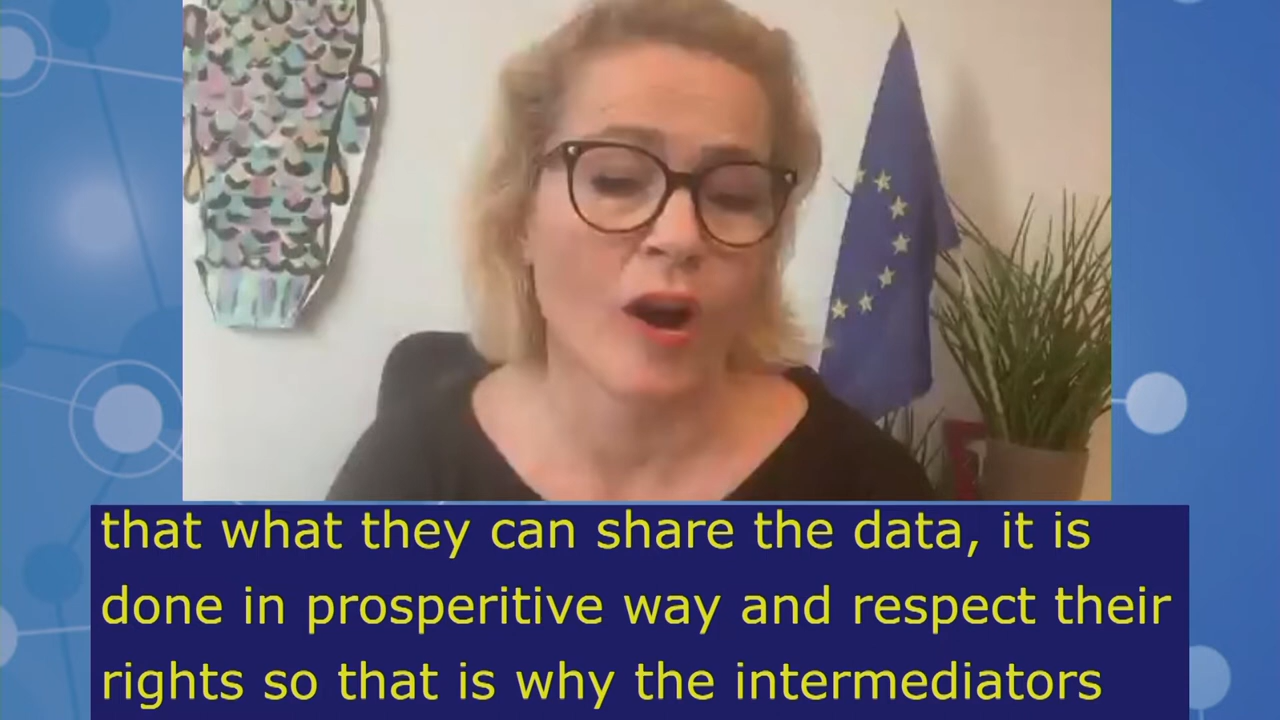 that what they can share the data, it is
done in prosperitive way and respect their
rights so that is why the intermediators